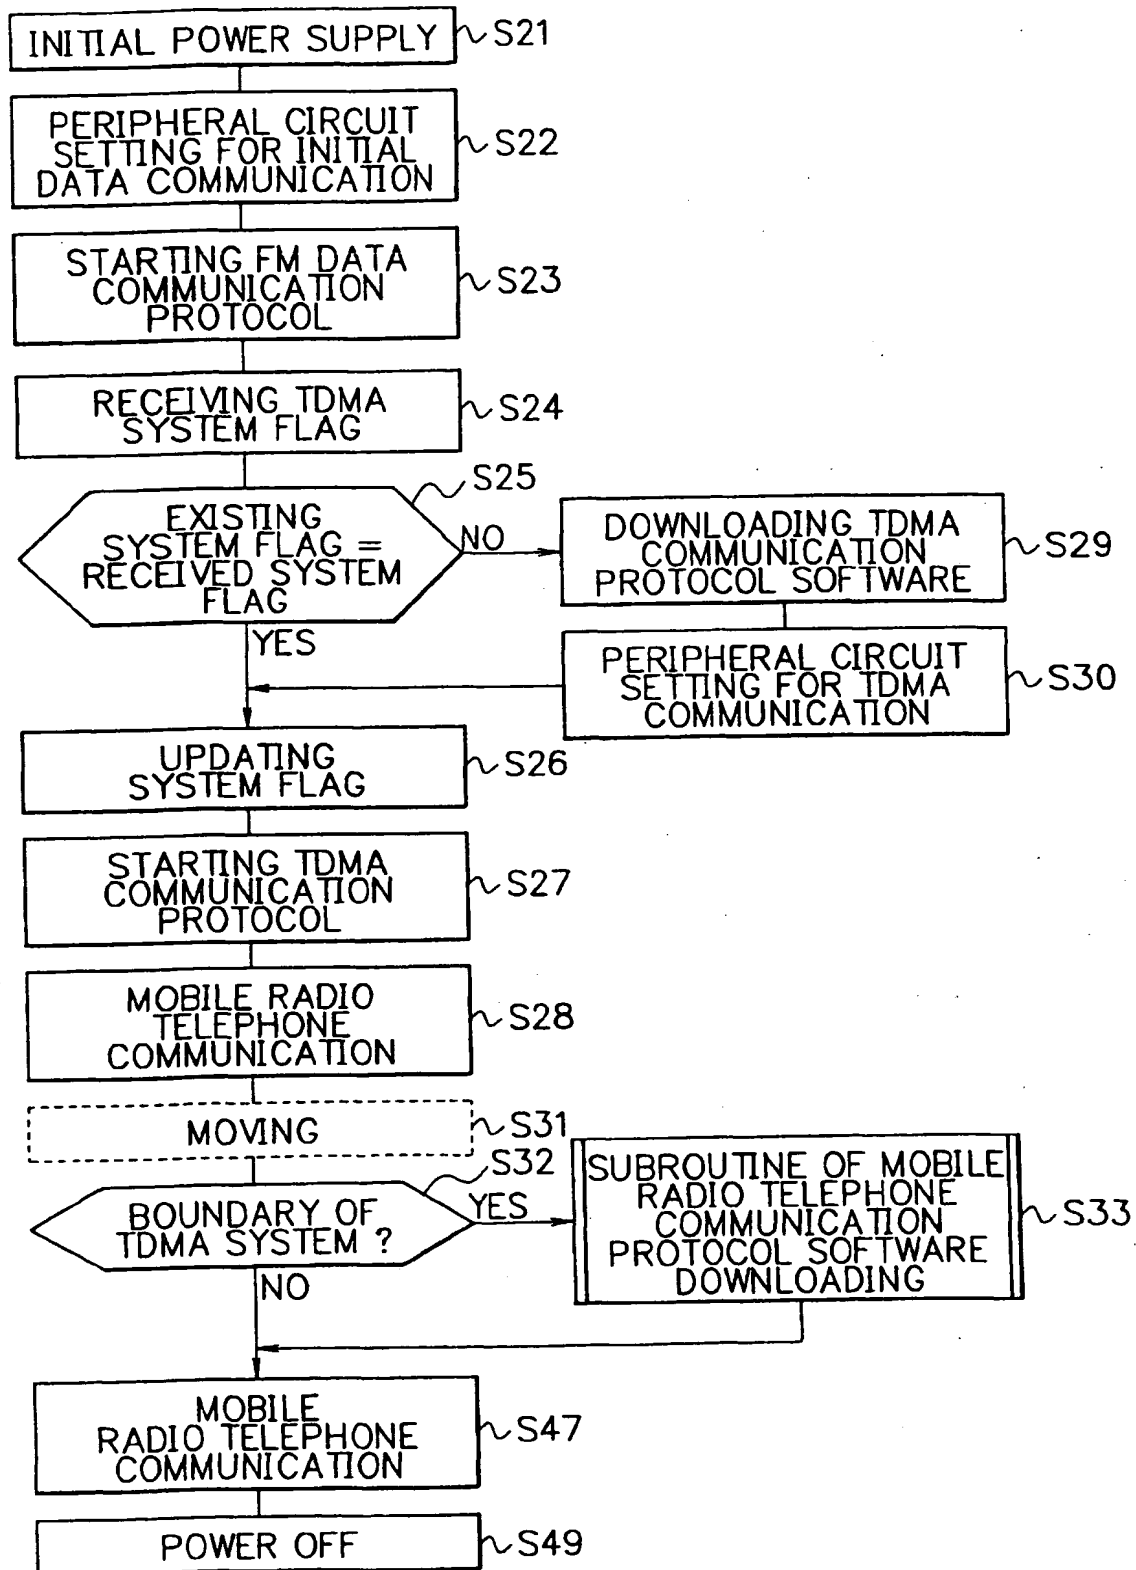 INITIAL POWER SUPPLY
S21
PERIPHERAL CIRCUIT
SETTING FOR INITIAL
DATA COMMUNICATION
S22
STARTING FM DATA
COMMUNICATION
PROTOCOL
S23
RECEIVING TDMA
SYSTEM FLAG
S24
S25
EXISTING
SYSTEM FLAG =
RECEIVED SYSTEM
FLAG
NO
YES
DOWNLOADING TDMA
COMMUNICATION
PROTOCOL SOFTWARE
S29
PERIPHERAL CIRCUIT
SETTING FOR TDMA
COMMUNICATION
S30
UPDATING
SYSTEM FLAG
S26
STARTING TDMA
COMMUNICATION
PROTOCOL
S27
MOBILE RADIO
TELEPHONE
COMMUNICATION
S28
MOVING
S31
S32
BOUNDARY OF
TDMA SYSTEM ?
YES
NO
SUBROUTINE OF MOBILE
RADIO TELEPHONE
COMMUNICATION
PROTOCOL SOFTWARE
DOWNLOADING
S33
MOBILE
RADIO TELEPHONE
COMMUNICATION
S47
POWER OFF
S49